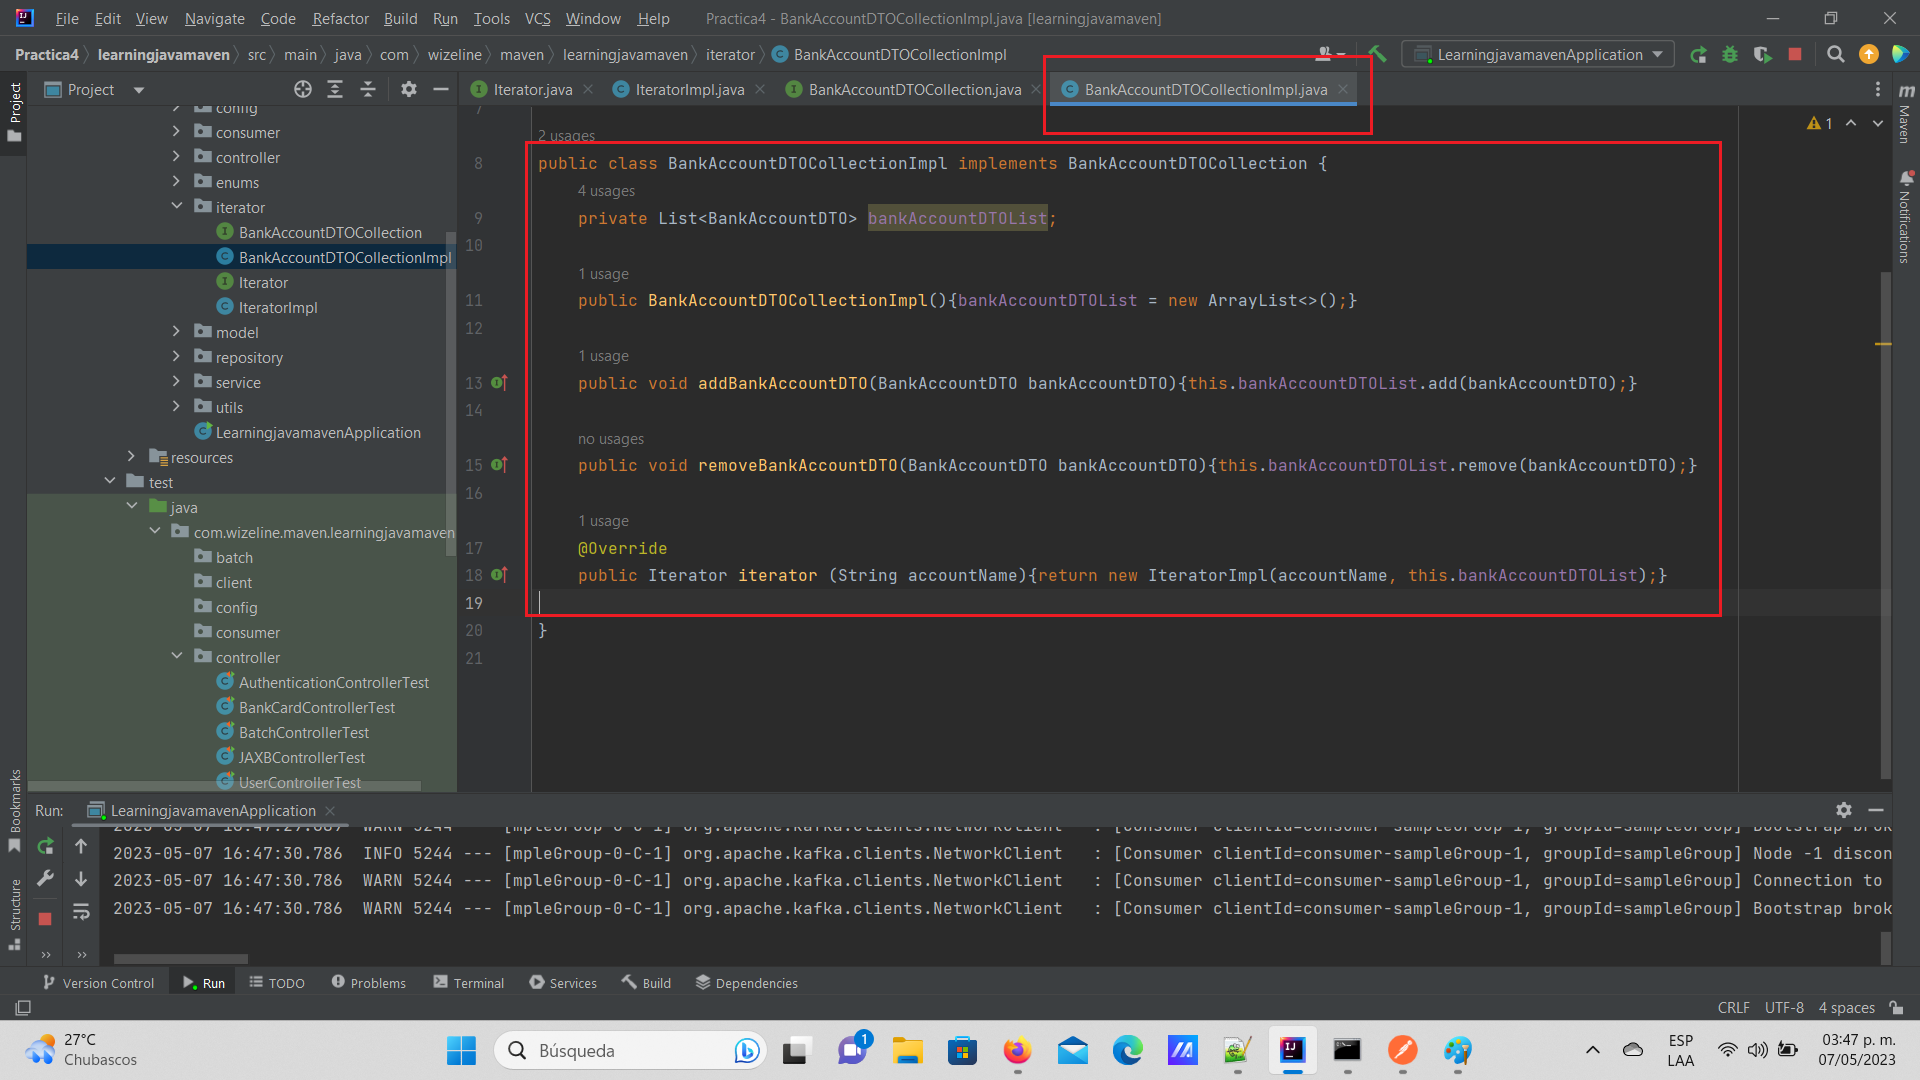 File Edit View Navigate Code Refactor Build Run Tools VCS Window Help Practica4 - BankAccountDTOCollectionImpl.java [learningjavamaven]
Practica4 learningjavamaven src main java com wizeline maven learningjavamaven iterator BankAccountDTOCollectionImpl LearningjavamavenApplication
Project
Project
Iterator.java IteratorImpl.java BankAccountDTOCollection.java BankAccountDTOCollectionImpl.java
Maven
Notifications
config
consumer
controller
enums
iterator
BankAccountDTOCollection
BankAccountDTOCollectionImpl
Iterator
IteratorImpl
model
repository
service
utils
LearningjavamavenApplication
resources
test
java
com.wizeline.maven.learningjavamaven
batch
client
config
consumer
controller
AuthenticationControllerTest
BankCardControllerTest
BatchControllerTest
JAXBControllerTest
UserControllerTest
1
7
2 usages
8 public class BankAccountDTOCollectionImpl implements BankAccountDTOCollection {
4 usages
9 private List<BankAccountDTO> bankAccountDTOList;
10
1 usage
11 public BankAccountDTOCollectionImpl(){bankAccountDTOList = new ArrayList<>();}
12
1 usage
13 public void addBankAccountDTO(BankAccountDTO bankAccountDTO){this.bankAccountDTOList.add(bankAccountDTO);}
14
no usages
15 public void removeBankAccountDTO(BankAccountDTO bankAccountDTO){this.bankAccountDTOList.remove(bankAccountDTO);}
16
1 usage
17 @Override
18 public Iterator iterator (String accountName){return new IteratorImpl(accountName, this.bankAccountDTOList);}
19
20 }
21
Bookmarks
Structure
Run: LearningjavamavenApplication
2023-05-07 16:47:30.786 INFO 5244 --- [mpleGroup-0-C-1] org.apache.kafka.clients.NetworkClient : [Consumer clientId=consumer-sampleGroup-1, groupId=sampleGroup] Node -1 discon
2023-05-07 16:47:30.786 WARN 5244 --- [mpleGroup-0-C-1] org.apache.kafka.clients.NetworkClient : [Consumer clientId=consumer-sampleGroup-1, groupId=sampleGroup] Connection to
2023-05-07 16:47:30.786 WARN 5244 --- [mpleGroup-0-C-1] org.apache.kafka.clients.NetworkClient : [Consumer clientId=consumer-sampleGroup-1, groupId=sampleGroup] Bootstrap brok
Version Control Run TODO Problems Terminal Services Build Dependencies
CRLF UTF-8 4 spaces
27°C
Chubascos
Búsqueda
1
ESP
LAA
03:47 p. m.
07/05/2023